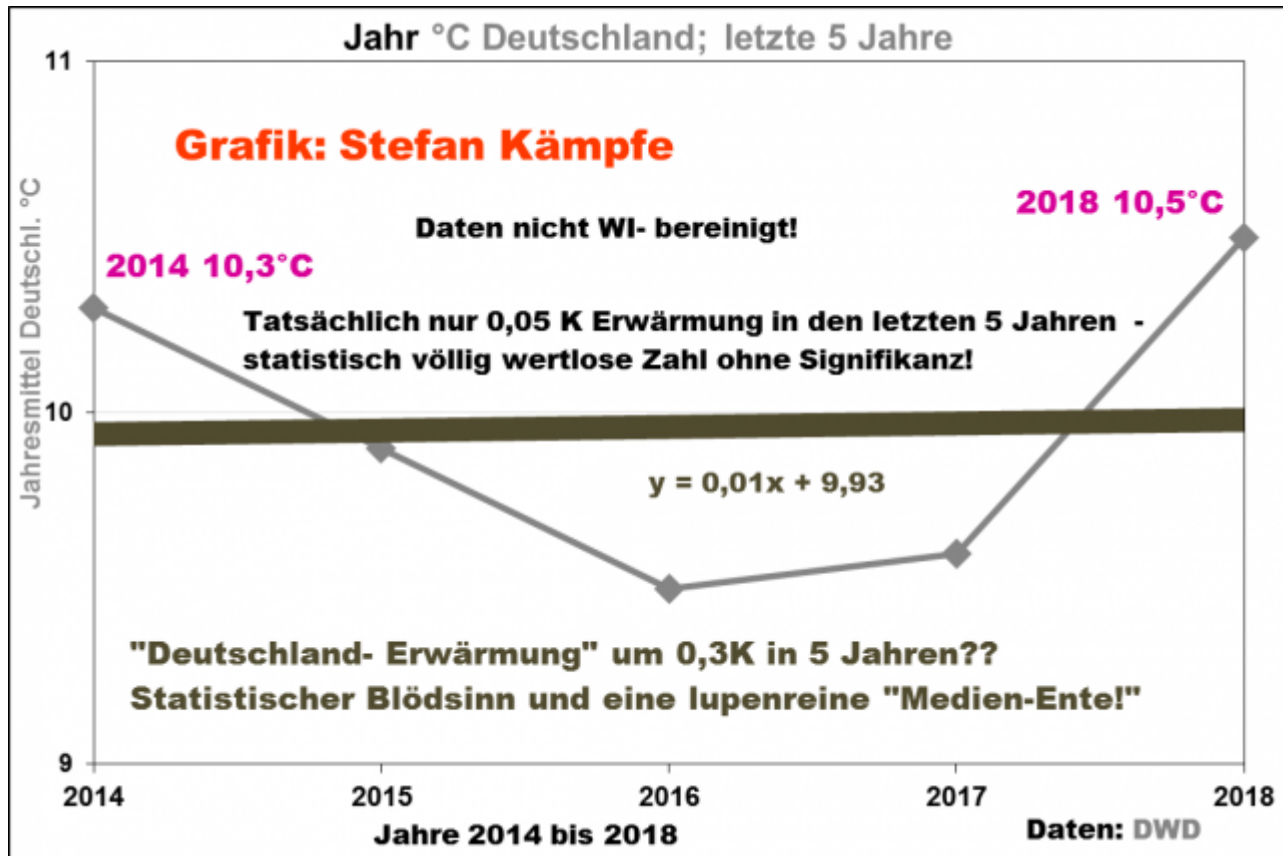 Jahr °C Deutschland; letzte 5 Jahre
11
Grafik: Stefan Kämpfe
2018 10,5°C
Daten nicht WI- bereinigt!
2014 10,3°C
Tatsächlich nur 0,05 K Erwärmung in den letzten 5 Jahren -
statistisch völlig wertlose Zahl ohne Signifikanz!
Jahresmittel Deutschl. °C
10
y = 0,01x + 9,93
"Deutschland- Erwärmung" um 0,3K in 5 Jahren??
Statistischer Blödsinn und eine lupenreine "Medien-Ente!"
9
2014 2015 2016 2017 2018
Jahre 2014 bis 2018
Daten: DWD